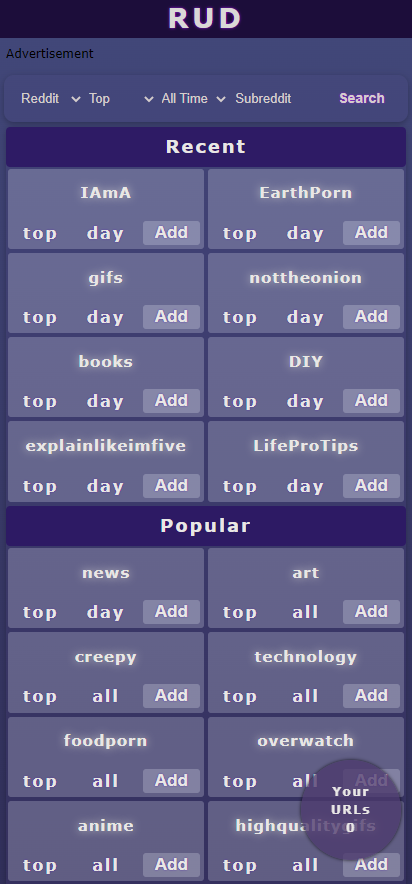 RUD
Advertisement
Reddit Top All Time Subreddit Search
Recent
IAmA EarthPorn
top day Add top day Add
gifs nottheonion
top day Add top day Add
books DIY
top day Add top day Add
explainlikeimfive LifeProTips
top day Add top day Add
Popular
news art
top day Add top all Add
creepy technology
top all Add top all Add
foodporn overwatch
top all Add top all Add
Your
URLs
0
anime highqualitygifs
top all Add top all Add